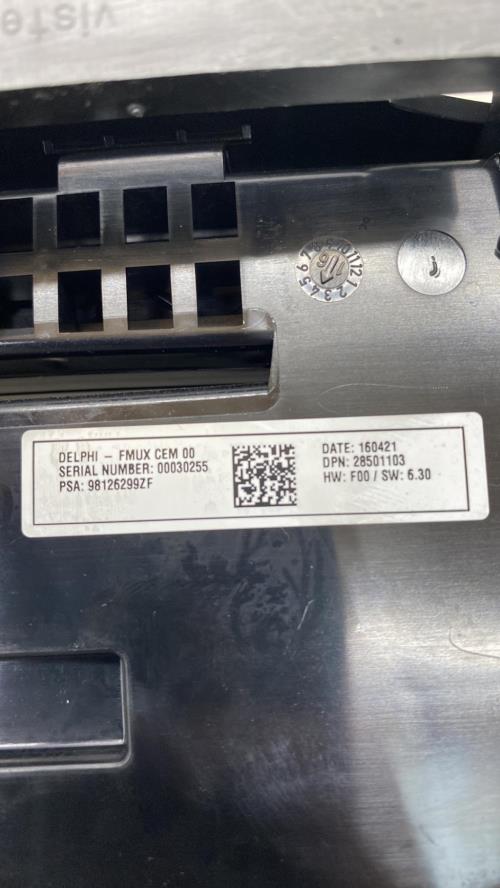 DELPHI – FMUX CEM 00
SERIAL NUMBER: 00030255
PSA: 98126299ZF
DATE: 160421
DPN: 28501103
HW: F00 / SW: 6.30